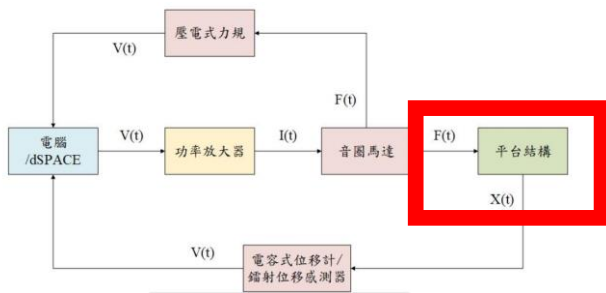 壓電式力規
V(t)
F(t)
電腦
/dSPACE
V(t)
功率放大器
I(t)
音圈馬達
F(t)
平台結構
X(t)
V(t)
電容式位移計/
鐳射位移感測器